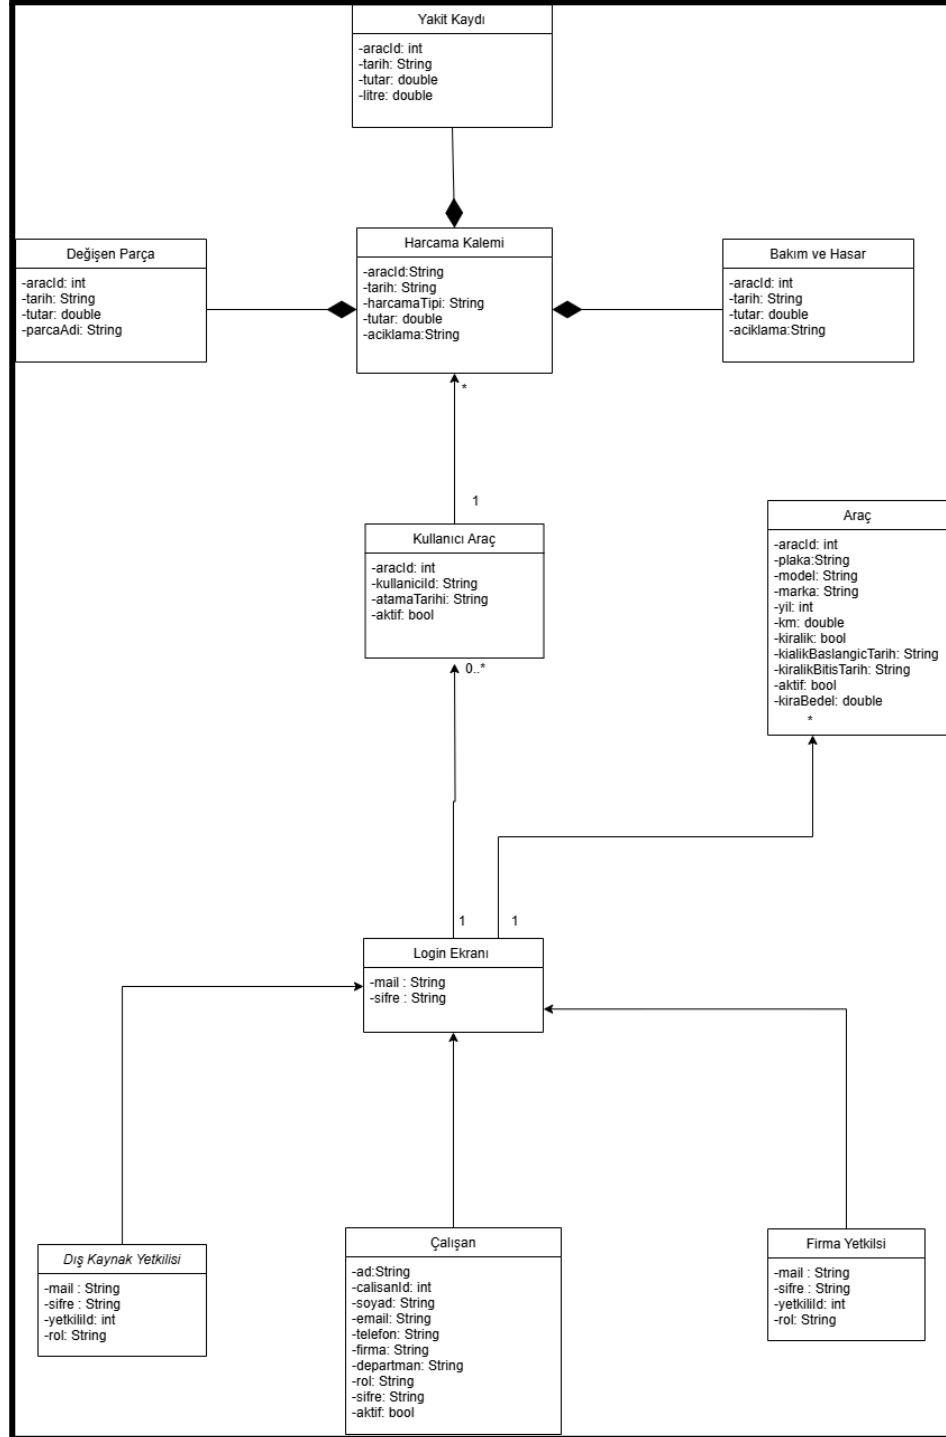 Yakit Kaydı
-aracId: int
-tarih: String
-tutar: double
-litre: double
Değişen Parça
-aracId: int
-tarih: String
-tutar: double
-parcaAdi: String
Harcama Kalemi
-aracId:String
-tarih: String
-harcamaTipi: String
-tutar: double
-aciklama:String
Bakım ve Hasar
-aracId: int
-tarih: String
-tutar: double
-aciklama:String
*
1
Kullanıcı Araç
-aracId: int
-kullaniciId: String
-atamaTarihi: String
-aktif: bool
0..*
Araç
-aracId: int
-plaka:String
-model: String
-marka: String
-yil: int
-km: double
-kiralik: bool
-kialikBaslangicTarih: String
-kiralikBitisTarih: String
-aktif: bool
-kiraBedel: double
*
1
1
Login Ekranı
-mail : String
-sifre : String
Dış Kaynak Yetkilisi
-mail : String
-sifre : String
-yetkiliId: int
-rol: String
Çalışan
-ad:String
-calisanId: int
-soyad: String
-email: String
-telefon: String
-firma: String
-departman: String
-rol: String
-sifre: String
-aktif: bool
Firma Yetkilsi
-mail : String
-sifre : String
-yetkiliId: int
-rol: String